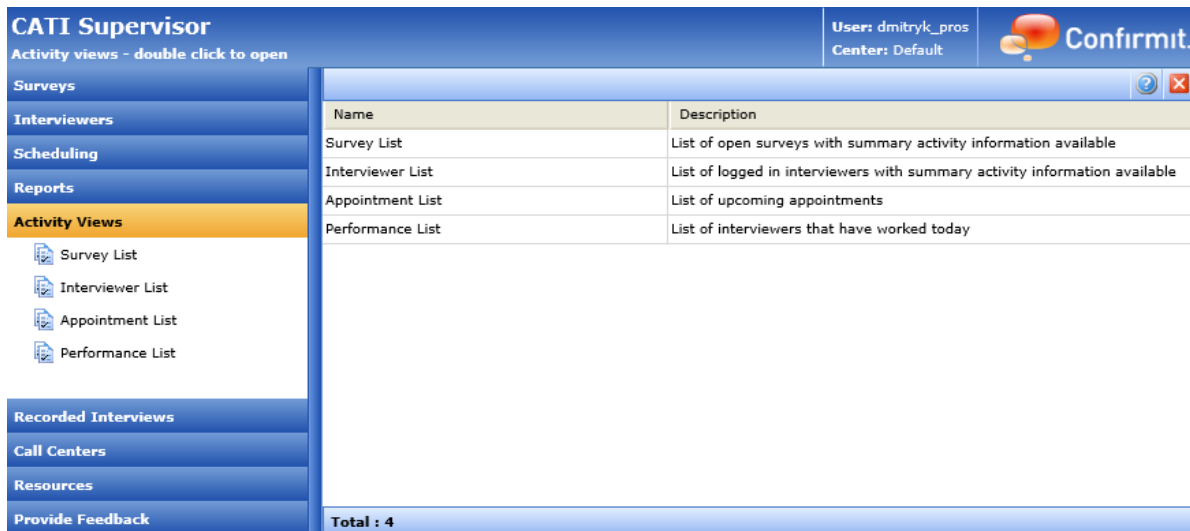 CATI Supervisor
Activity views - double click to open
User: dmitryk_pros
Center: Default
Confirmit.
Surveys
Interviewers
Scheduling
Reports
Activity Views
Survey List
Interviewer List
Appointment List
Performance List
Recorded Interviews
Call Centers
Resources
Provide Feedback
Name Description
Survey List List of open surveys with summary activity information available
Interviewer List List of logged in interviewers with summary activity information available
Appointment List List of upcoming appointments
Performance List List of interviewers that have worked today
Total : 4